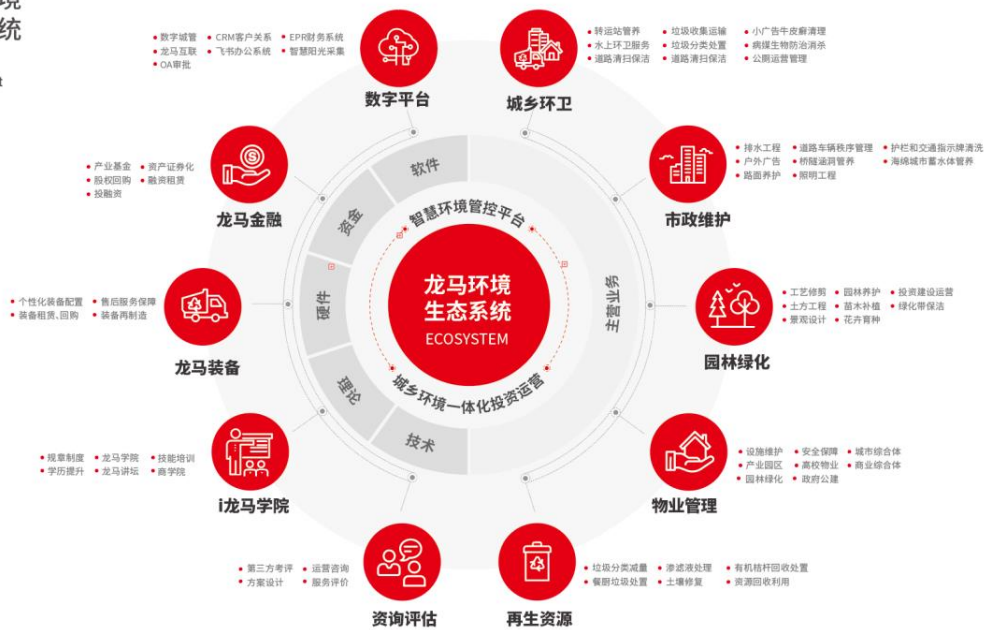 境
统
t
• 数字城管 • CRM客户关系 • EPR财务系统
• 龙马互联 • 飞书办公系统 • 智慧阳光采集
• OA审批
数字平台
• 转运站管养 • 垃圾收集运输 • 小广告牛皮癣清理
• 水上环卫服务 • 垃圾分类处置 • 病媒生物防治消杀
• 道路清扫保洁 • 道路清扫保洁 • 公厕运营管理
城乡环卫
• 产业基金 • 资产证券化
• 股权回购 • 融资租赁
• 投融资
龙马金融
• 排水工程 • 道路车辆秩序管理 • 护栏和交通指示牌清洗
• 户外广告 • 桥隧涵洞管养 • 海绵城市蓄水体管养
• 路面养护 • 照明工程
市政维护
• 个性化装备配置 • 售后服务保障
• 装备租赁、回购 • 装备再制造
龙马装备
• 工艺修剪 • 园林养护 • 投资建设运营
• 土方工程 • 苗木补植 • 绿化带保洁
• 景观设计 • 花卉育种
园林绿化
• 规章制度 • 龙马学院 • 技能培训
• 学历提升 • 龙马讲坛 • 商学院
i龙马学院
• 设施维护 • 安全保障 • 城市综合体
• 产业园区 • 高校物业 • 商业综合体
• 园林绿化 • 政府公建
物业管理
• 第三方考评 • 运营咨询
• 方案设计 • 服务评价
资询评估
• 垃圾分类减量 • 渗滤液处理 • 有机桔杆回收处置
• 餐厨垃圾处置 • 土壤修复 • 资源回收利用
再生资源
软件
资金
硬件
理论
技术
主营业务
智慧环境管控平台
龙马环境
生态系统
ECOSYSTEM
城乡环境一体化投资运营